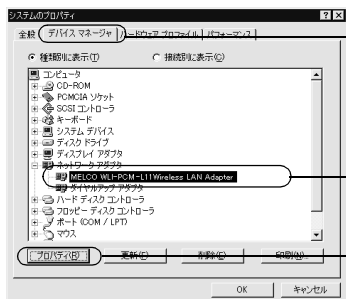 システムのプロパティ
全般 デバイス マネージャ ハードウェア プロファイル パフォーマンス
種類別に表示(T) 接続別に表示(C)
コンピュータ
CD-ROM
PCMCIA ソケット
SCSI コントローラ
キーボード
システム デバイス
ディスク ドライブ
ディスプレイ アダプタ
ネットワーク アダプタ
MELCO WLI-PCM-L11Wireless LAN Adapter
ダイヤルアップ アダプタ
ハード ディスク コントローラ
フロッピー ディスク コントローラ
ポート (COM / LPT)
マウス
プロパティ(R) 更新(F) 削除(E) 印刷(N)...
OK キャンセル